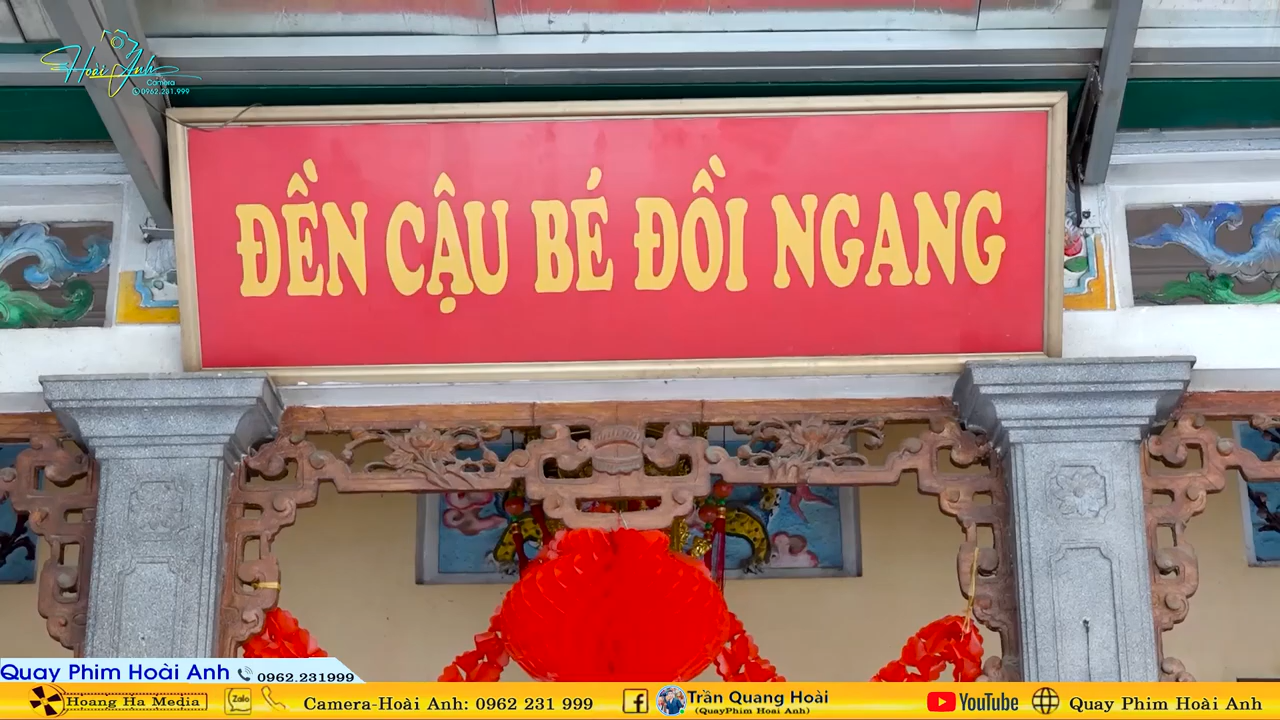 Hoài Anh
Camera
0962.231.999
ĐỀN CẬU BÉ ĐỒI NGANG
Quay Phim Hoài Anh 0962.231999
Hoang Ha Media Zalo Camera-Hoài Anh: 0962 231 999 Trần Quang Hoài YouTube Quay Phim Hoài Anh
(QuayPhim Hoai Anh)